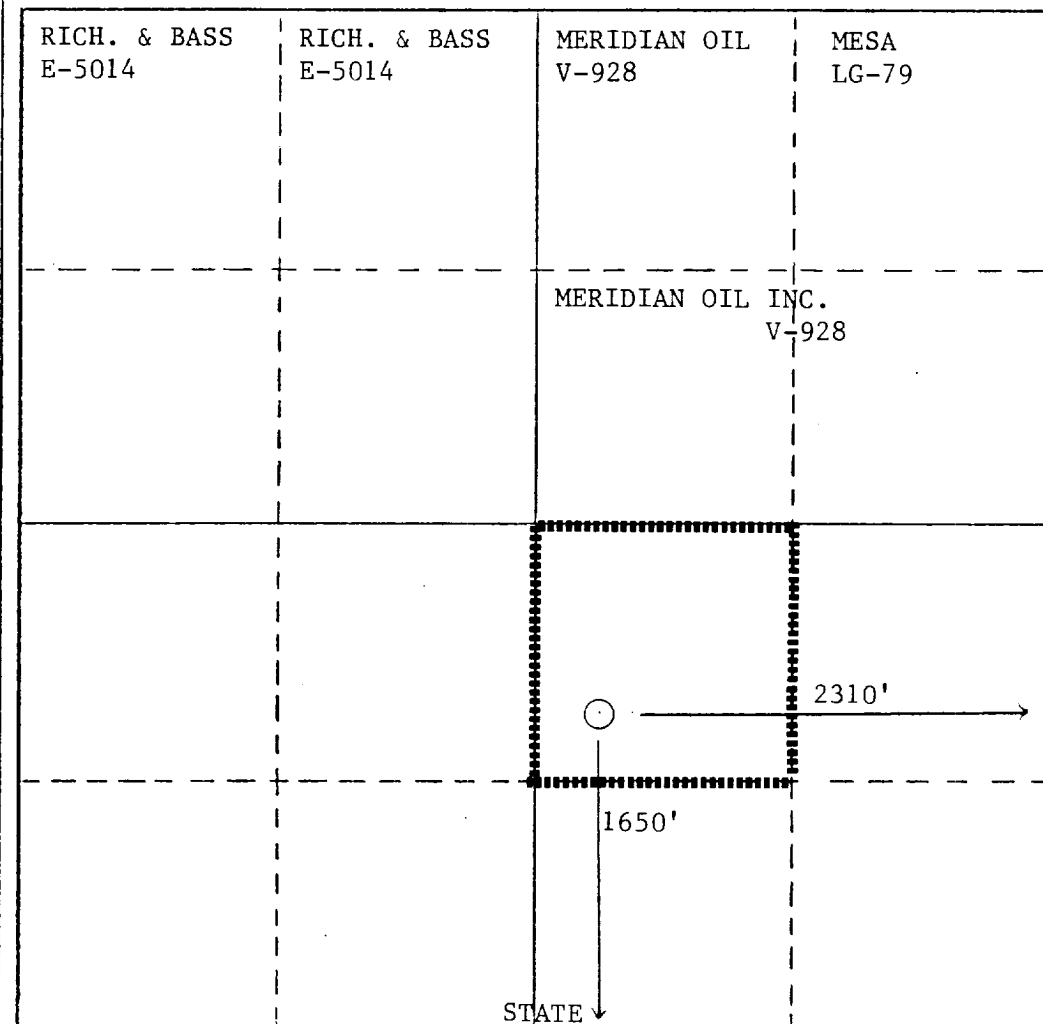 RICH. & BASS
E-5014
RICH. & BASS
E-5014
MERIDIAN OIL
V-928
MESA
LG-79
MERIDIAN OIL INC.
V-928
2310'
1650'
STATE